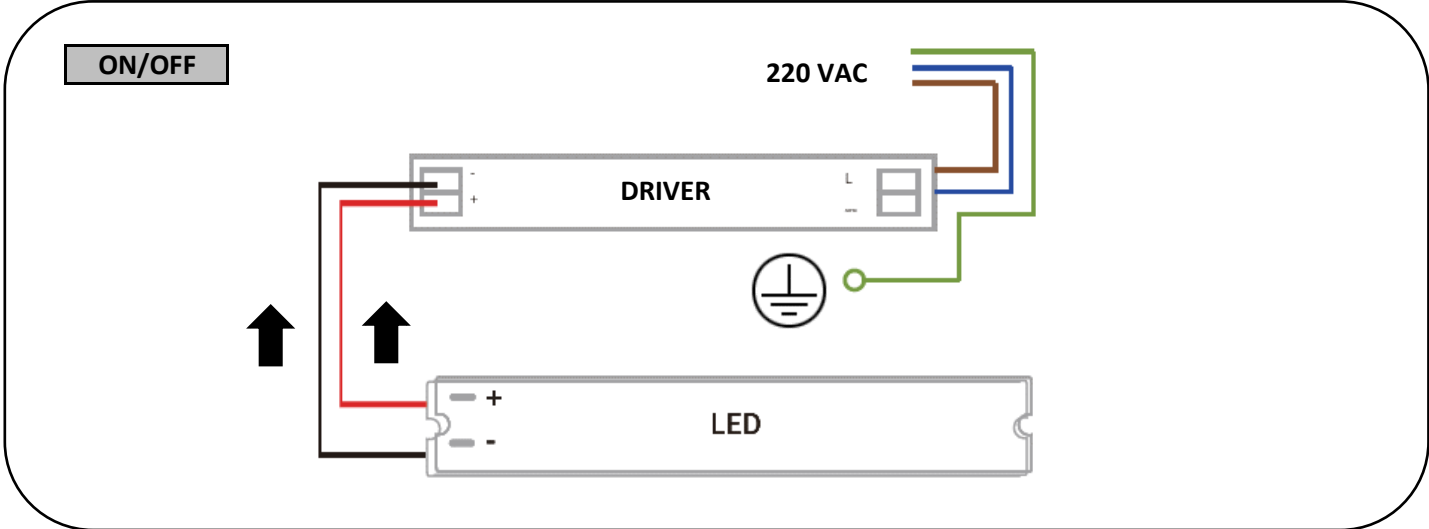 ON/OFF
220 VAC
-
+
DRIVER
L
+
LED
-